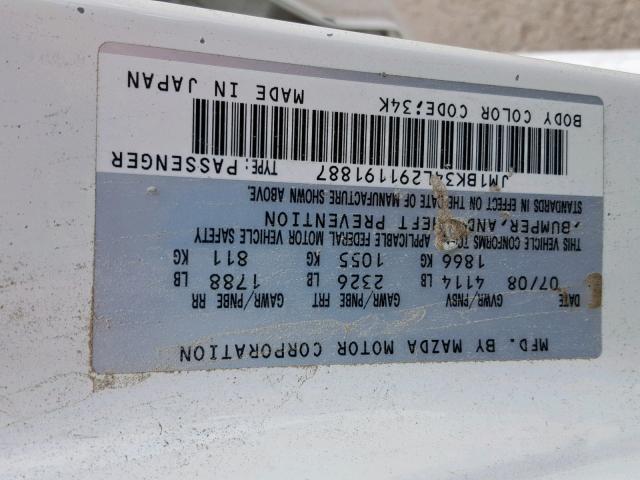 MFD. BY MAZDA MOTOR CORPORATION
DATE GVWR/PNBV GAWR/PNBE FRT GAWR/PNBE RR
07/08 4114 LB 2326 LB 1788 LB
1866 KG 1055 KG 811 KG
THIS VEHICLE CONFORMS TO ALL APPLICABLE FEDERAL MOTOR VEHICLE SAFETY
, BUMPER, AND THEFT PREVENTION
STANDARDS IN EFFECT ON THE DATE OF MANUFACTURE SHOWN ABOVE.
JM1BK34L291191887 TYPE: PASSENGER
BODY COLOR CODE:34K MADE IN JAPAN